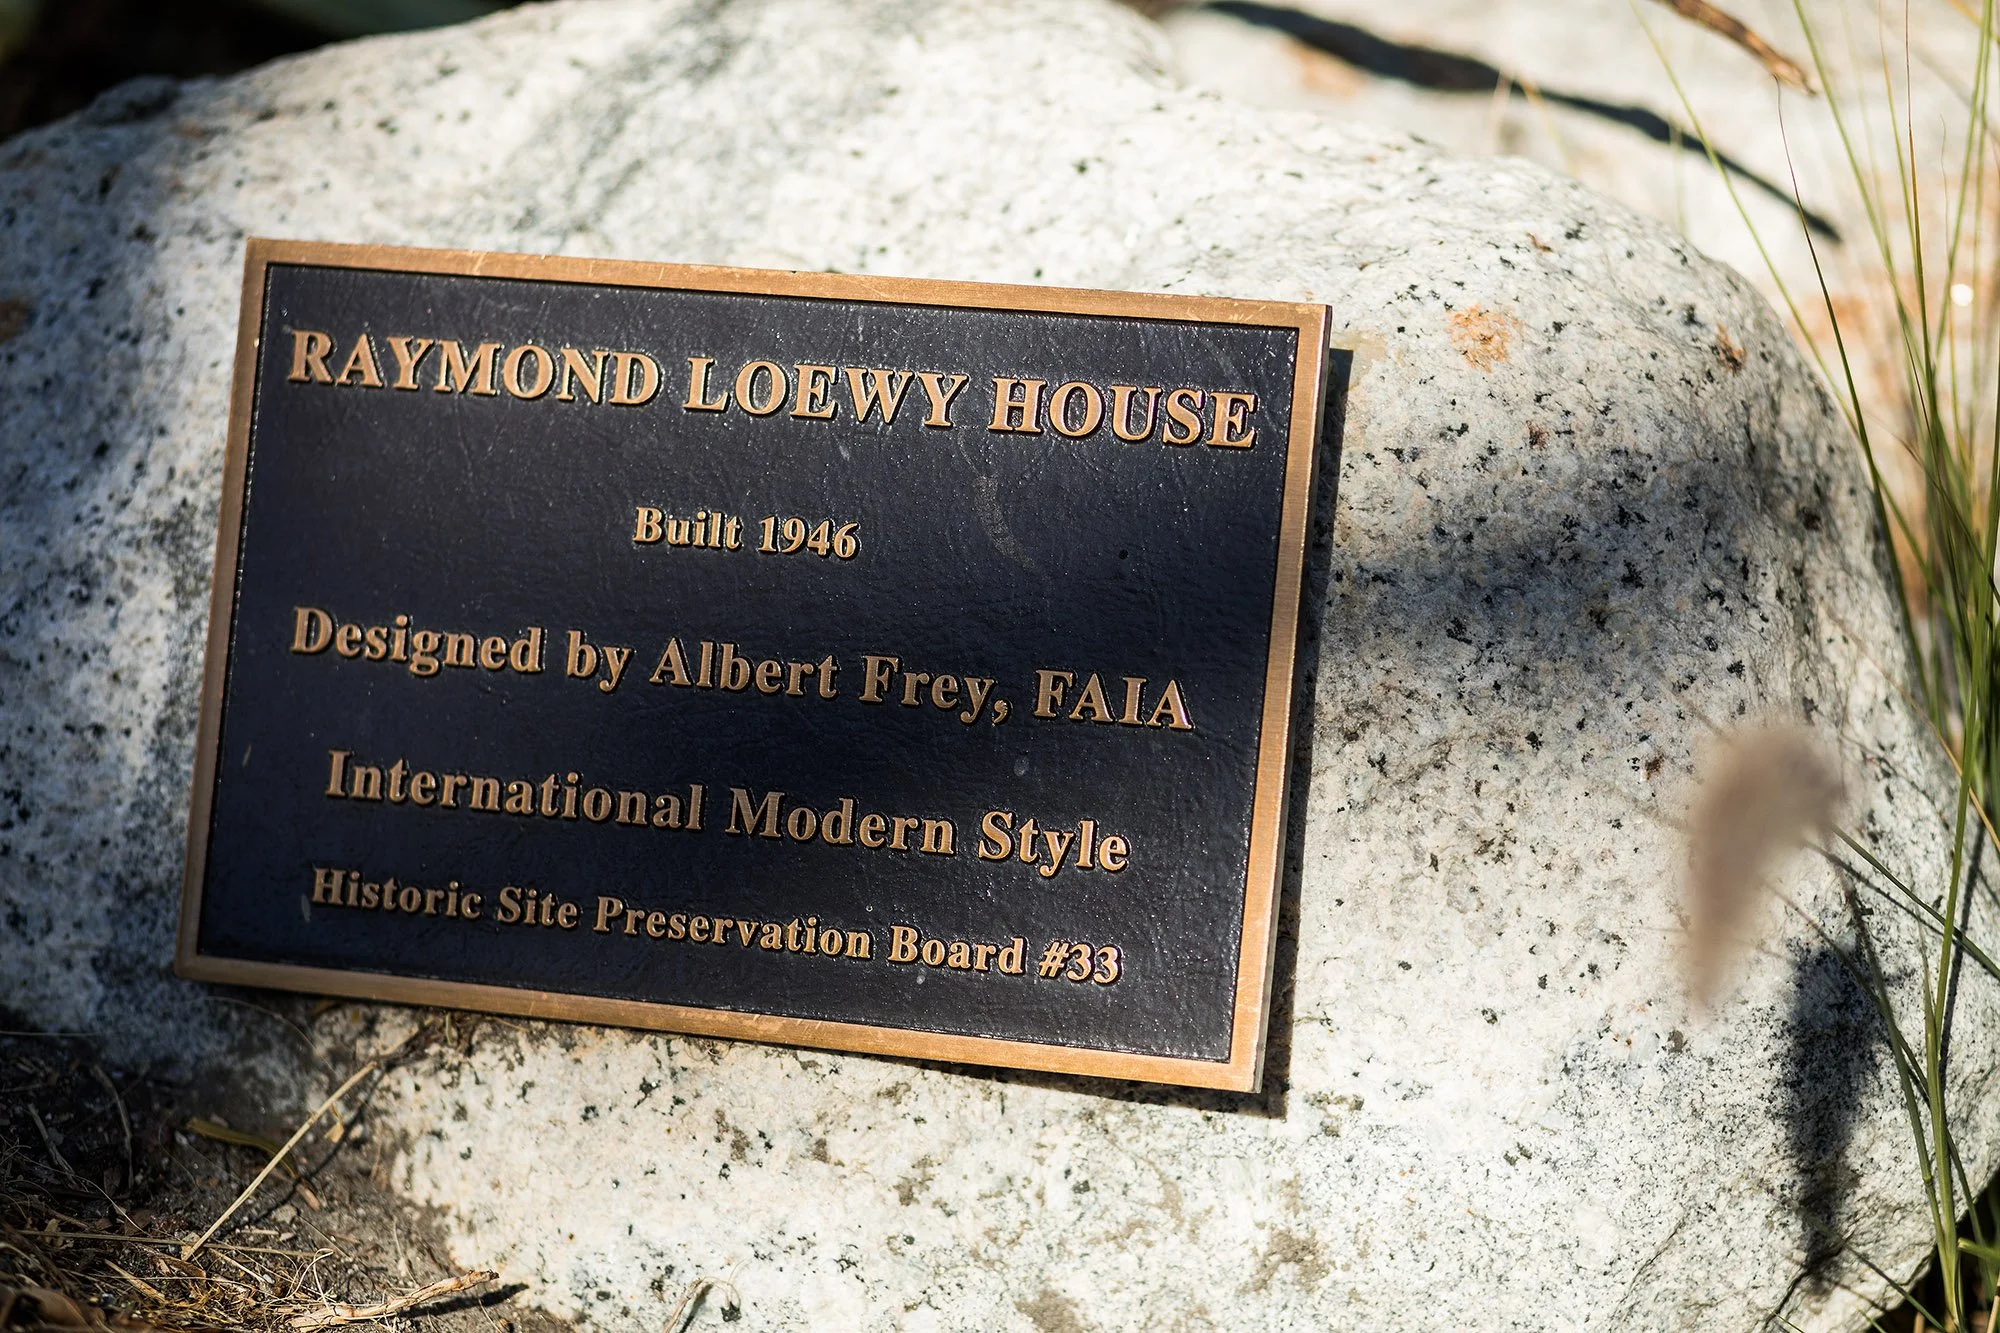 RAYMOND LOEWY HOUSE
Built 1946
Designed by Albert Frey, FAIA
International Modern Style
Historic Site Preservation Board #33